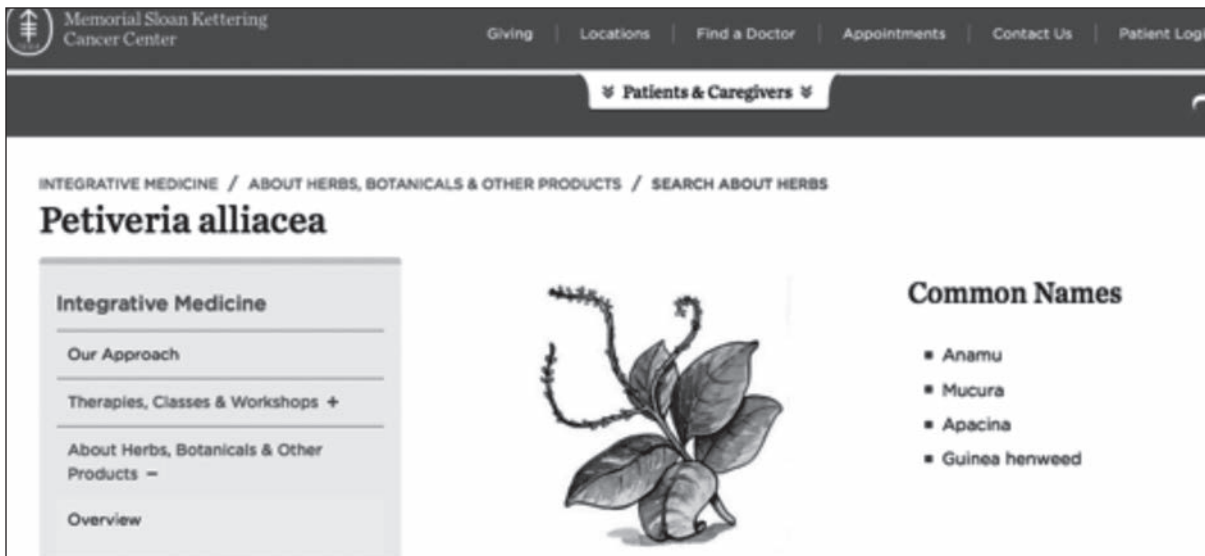 Memorial Sloan Kettering
Cancer Center
Giving
Locations
Find a Doctor
Appointments
Contact Us
Patient Logi
Patients & Caregivers
INTEGRATIVE MEDICINE / ABOUT HERBS, BOTANICALS & OTHER PRODUCTS / SEARCH ABOUT HERBS
Petiveria alliacea
Integrative Medicine
Our Approach
Therapies, Classes & Workshops +
About Herbs, Botanicals & Other
Products −
Overview
Common Names
Anamu
Mucura
Apacina
Guinea henweed